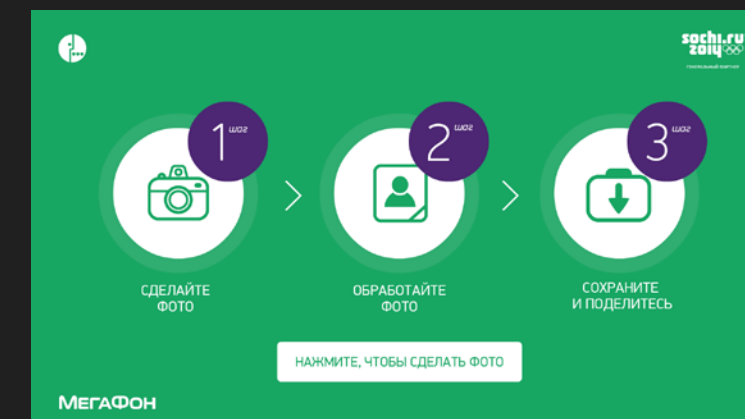 sochi.ru
2014
1 шаг
2 шаг
3 шаг
СДЕЛАЙТЕ
ФОТО
ОБРАБОТАЙТЕ
ФОТО
СОХРАНИТЕ
И ПОДЕЛИТЕСЬ
НАЖМИТЕ, ЧТОБЫ СДЕЛАТЬ ФОТО
МЕГАФОН